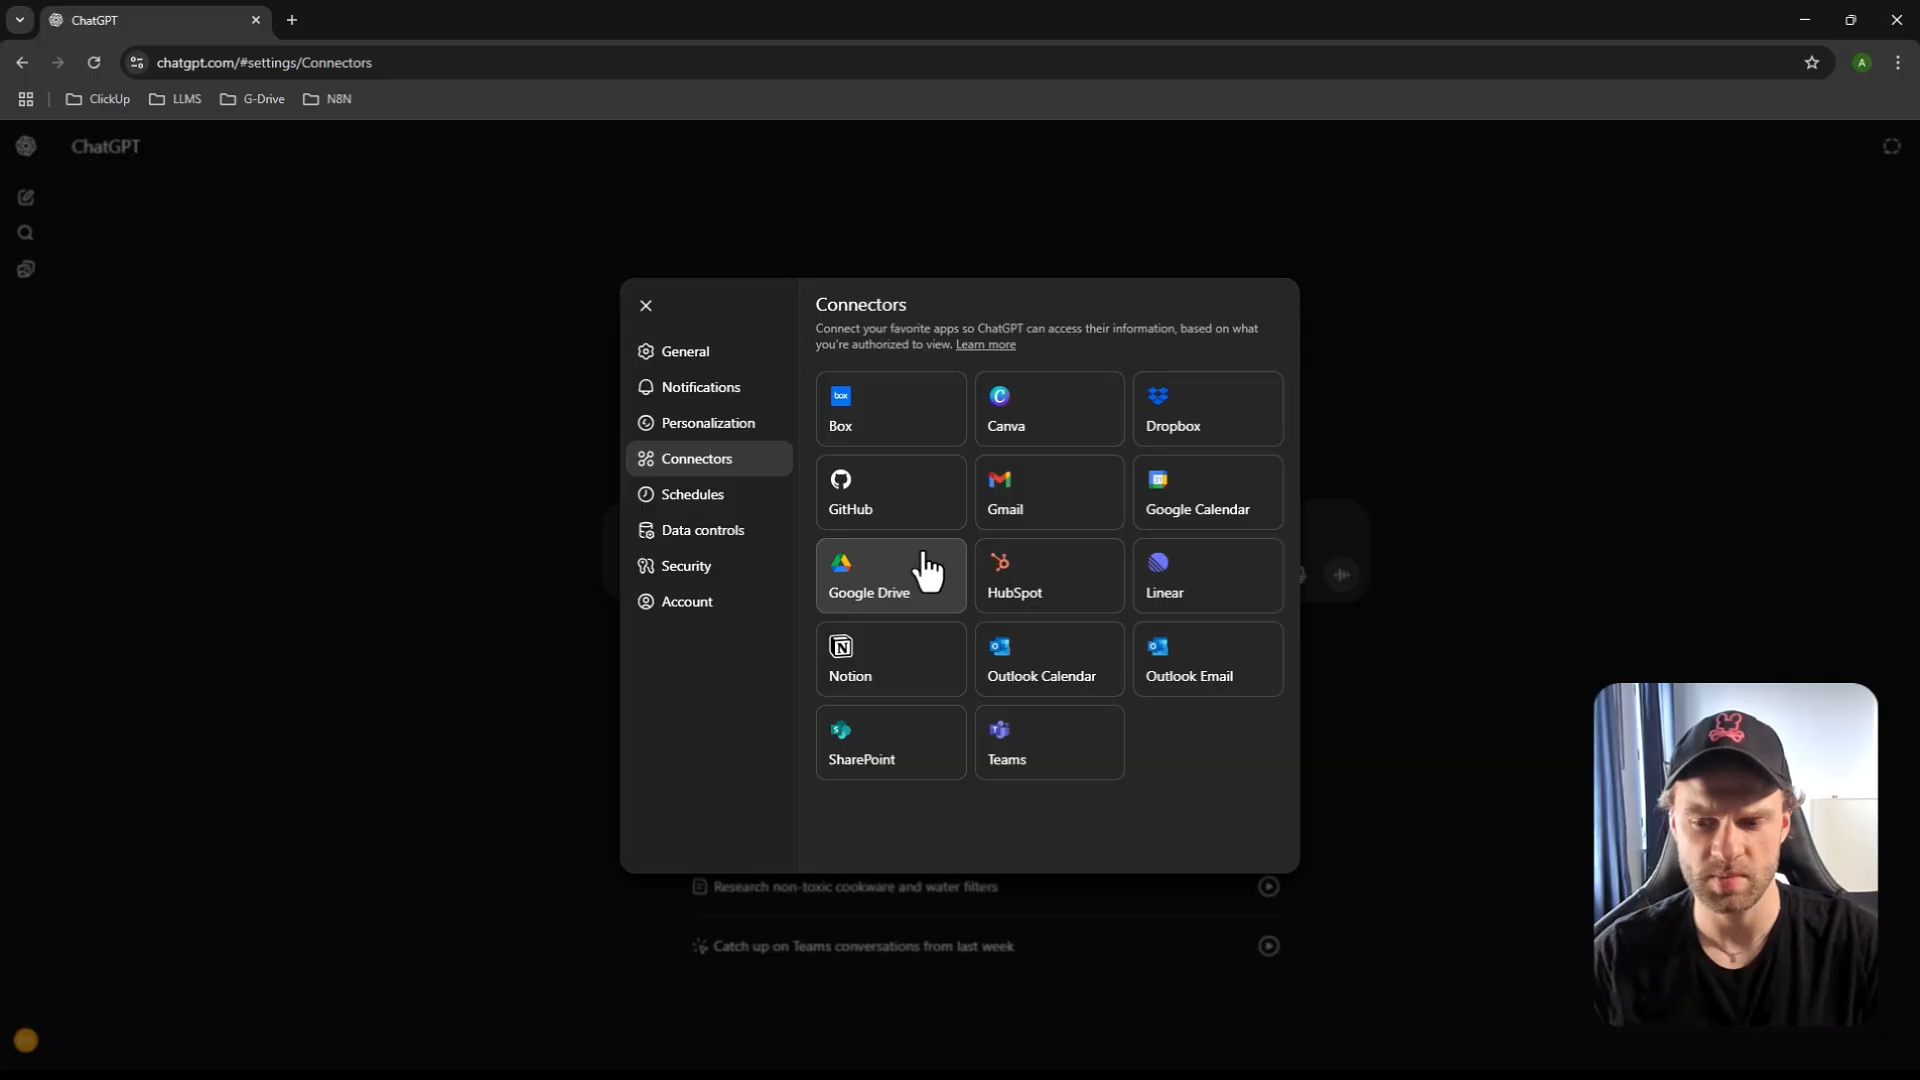 ChatGPT
chatgpt.com/#settings/Connectors
A
ClickUp
LLMS
G-Drive
N8N
ChatGPT
Connectors
Connect your favorite apps so ChatGPT can access their information, based on what
you're authorized to view. Learn more
General
Notifications
Personalization
Connectors
Schedules
Data controls
Security
Account
box
Box
Canva
Dropbox
GitHub
Gmail
31
Google Calendar
Google Drive
HubSpot
Linear
Notion
Outlook Calendar
Outlook Email
SharePoint
Teams
Research non-toxic cookware and water filters
Catch up on Teams conversations from last week